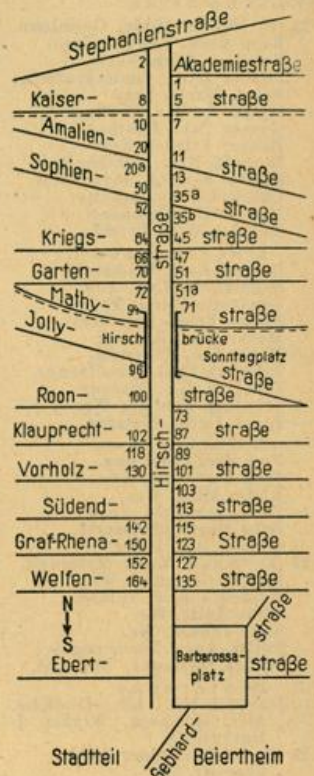 Stephanienstraße
2 Akademiestraße
1
Kaiser- 8 5 straße
Amalien- 10 7
20
Sophien- 20a 11 straße
13
50 35a
52 35b straße
Kriegs- 64 45 straße
66 47
Garten- 70 51 straße
72 51a
Mathy- 94 71 straße
Jolly- Hirsch brücke
Sonntagplatz
96 straße
Roon- 100 straße
73
Klauprecht- 102 87 straße
118 89
Vorholz- 130 101 straße
103
Südend- 113 straße
142 115
Graf-Rhena- 150 123 Straße
152 127
Welfen- 164 135 straße
Hirsch-straße
N
S
Ebert- straße
Barbarossa-
platz
straße
Gebhard-
Stadtteil Beiertheim